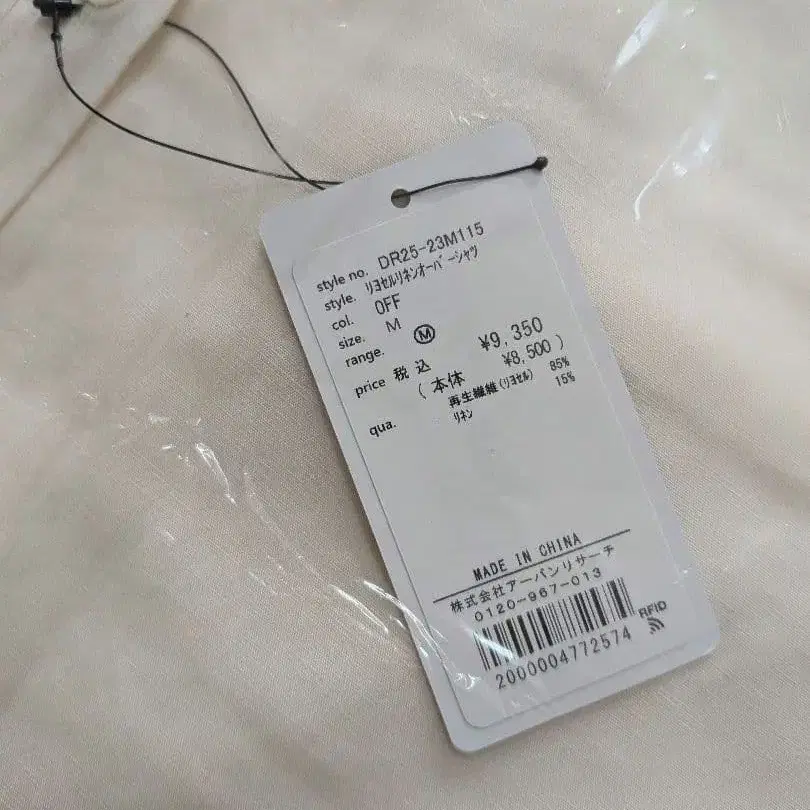 style no. DR25-23M115
style. リヨセルリネンオーバーシャツ
col. OFF
size. M
range. Ⓜ
price 税込 ¥9,350
(本体 ¥8,500)
qua. 再生繊維(リヨセル) 85%
リネン 15%
MADE IN CHINA
株式会社アーバンリサーチ
0120-967-013
RFID
2000004772574